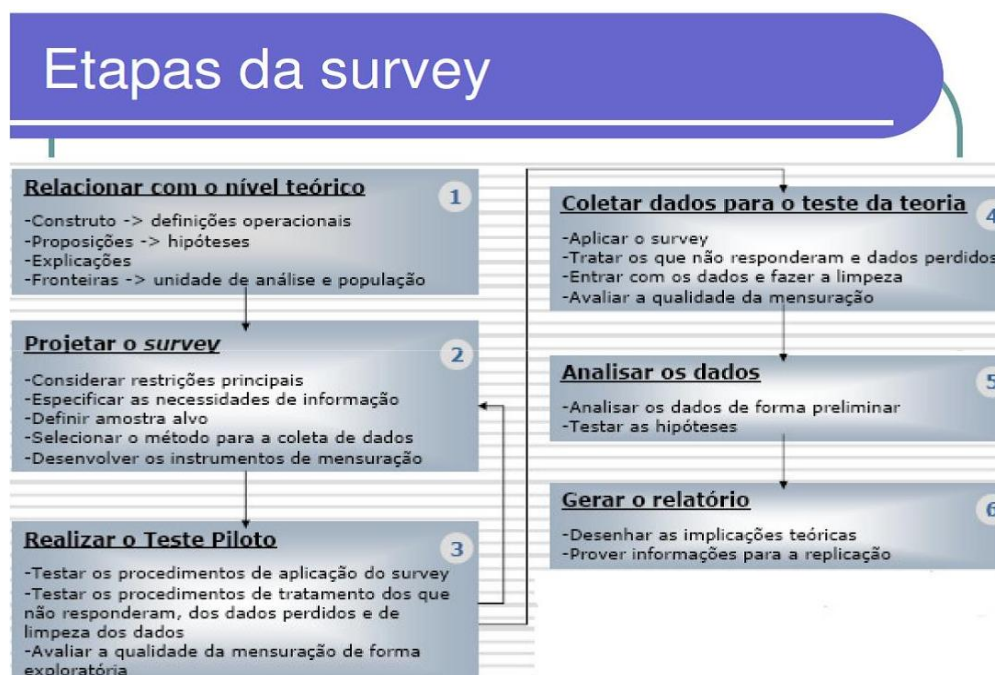 Etapas da survey
Relacionar com o nível teórico
1
-Construto -> definições operacionais
-Proposições -> hipóteses
-Explicações
-Fronteiras -> unidade de análise e população
Projetar o survey
2
-Considerar restrições principais
-Especificar as necessidades de informação
-Definir amostra alvo
-Selecionar o método para a coleta de dados
-Desenvolver os instrumentos de mensuração
Realizar o Teste Piloto
3
-Testar os procedimentos de aplicação do survey
-Testar os procedimentos de tratamento dos que
não responderam, dos dados perdidos e de
limpeza dos dados
-Avaliar a qualidade da mensuração de forma
exploratória
Coletar dados para o teste da teoria
4
-Aplicar o survey
-Tratar os que não responderam e dados perdidos
-Entrar com os dados e fazer a limpeza
-Avaliar a qualidade da mensuração
Analisar os dados
5
-Analisar os dados de forma preliminar
-Testar as hipóteses
Gerar o relatório
6
-Desenhar as implicações teóricas
-Prover informações para a replicação